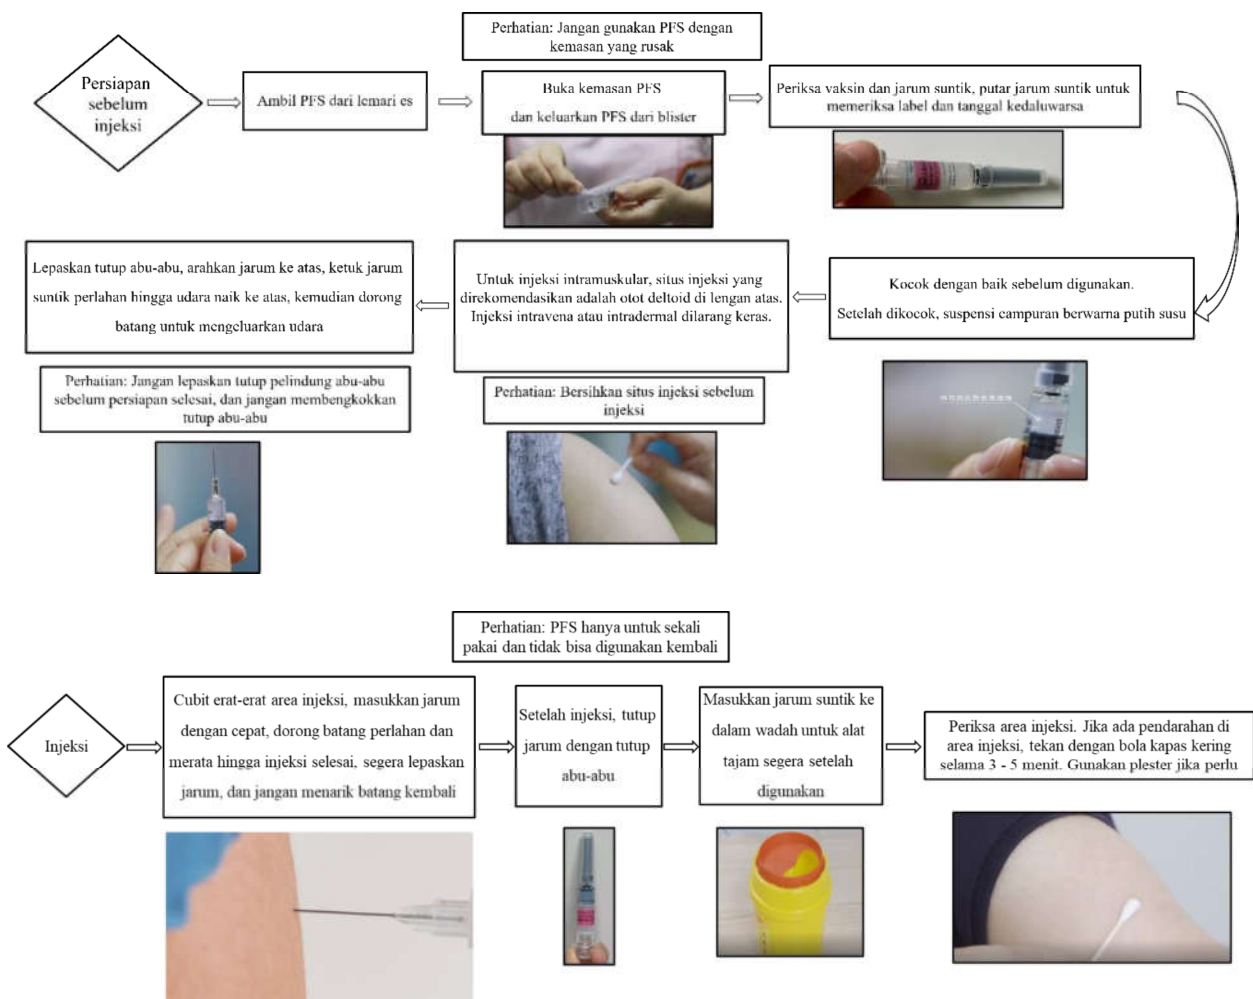 Perhatian: Jangan gunakan PFS dengan
kemasan yang rusak
Persiapan
sebelum
injeksi
Ambil PFS dari lemari es
Buka kemasan PFS
dan keluarkan PFS dari blister
Periksa vaksin dan jarum suntik, putar jarum suntik untuk
memeriksa label dan tanggal kedaluwarsa
Kocok dengan baik sebelum digunakan.
Setelah dikocok, suspensi campuran berwarna putih susu
Untuk injeksi intramuskular, situs injeksi yang
direkomendasikan adalah otot deltoid di lengan atas.
Injeksi intravena atau intradermal dilarang keras.
Perhatian: Bersihkan situs injeksi sebelum
injeksi
Lepaskan tutup abu-abu, arahkan jarum ke atas, ketuk jarum
suntik perlahan hingga udara naik ke atas, kemudian dorong
batang untuk mengeluarkan udara
Perhatian: Jangan lepaskan tutup pelindung abu-abu
sebelum persiapan selesai, dan jangan membengkokkan
tutup abu-abu
Perhatian: PFS hanya untuk sekali
pakai dan tidak bisa digunakan kembali
Injeksi
Cubit erat-erat area injeksi, masukkan jarum
dengan cepat, dorong batang perlahan dan
merata hingga injeksi selesai, segera lepaskan
jarum, dan jangan menarik batang kembali
Setelah injeksi, tutup
jarum dengan tutup
abu-abu
Masukkan jarum suntik ke
dalam wadah untuk alat
tajam segera setelah
digunakan
Periksa area injeksi. Jika ada pendarahan di
area injeksi, tekan dengan bola kapas kering
selama 3 - 5 menit. Gunakan plester jika perlu